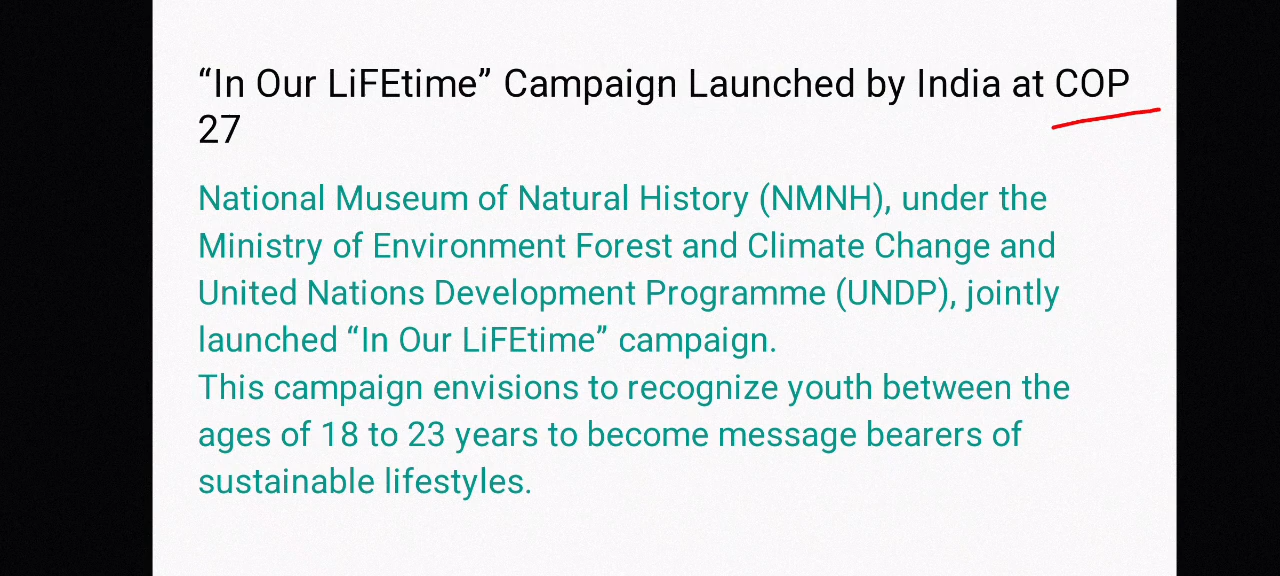 “In Our LiFEtime” Campaign Launched by India at COP
27
National Museum of Natural History (NMNH), under the
Ministry of Environment Forest and Climate Change and
United Nations Development Programme (UNDP), jointly
launched “In Our LiFEtime” campaign.
This campaign envisions to recognize youth between the
ages of 18 to 23 years to become message bearers of
sustainable lifestyles.